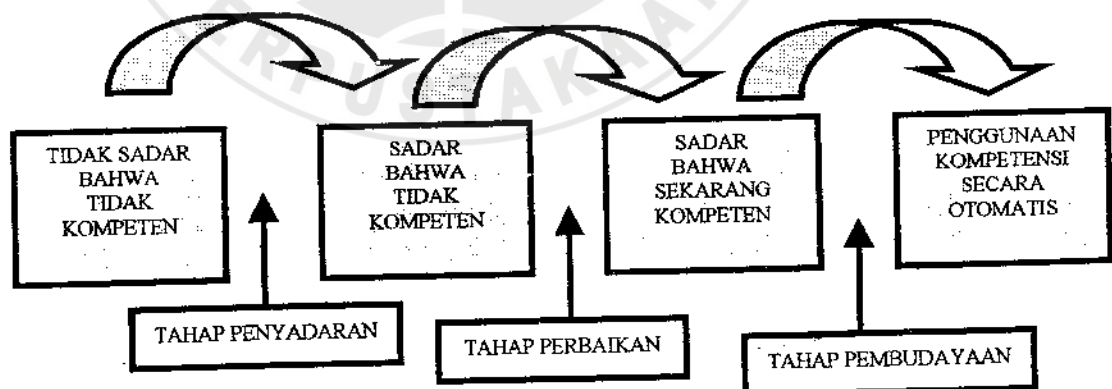 ERPUSTAKAA
TIDAK SADAR
BAHWA
TIDAK
KOMPETEN
SADAR
BAHWA
TIDAK
KOMPETEN
SADAR
BAHWA
SEKARANG
KOMPETEN
PENGGUNAAN
KOMPETENSI
SECARA
OTOMATIS
TAHAP PENYADARAN
TAHAP PERBAIKAN
TAHAP PEMBUDAYAAN